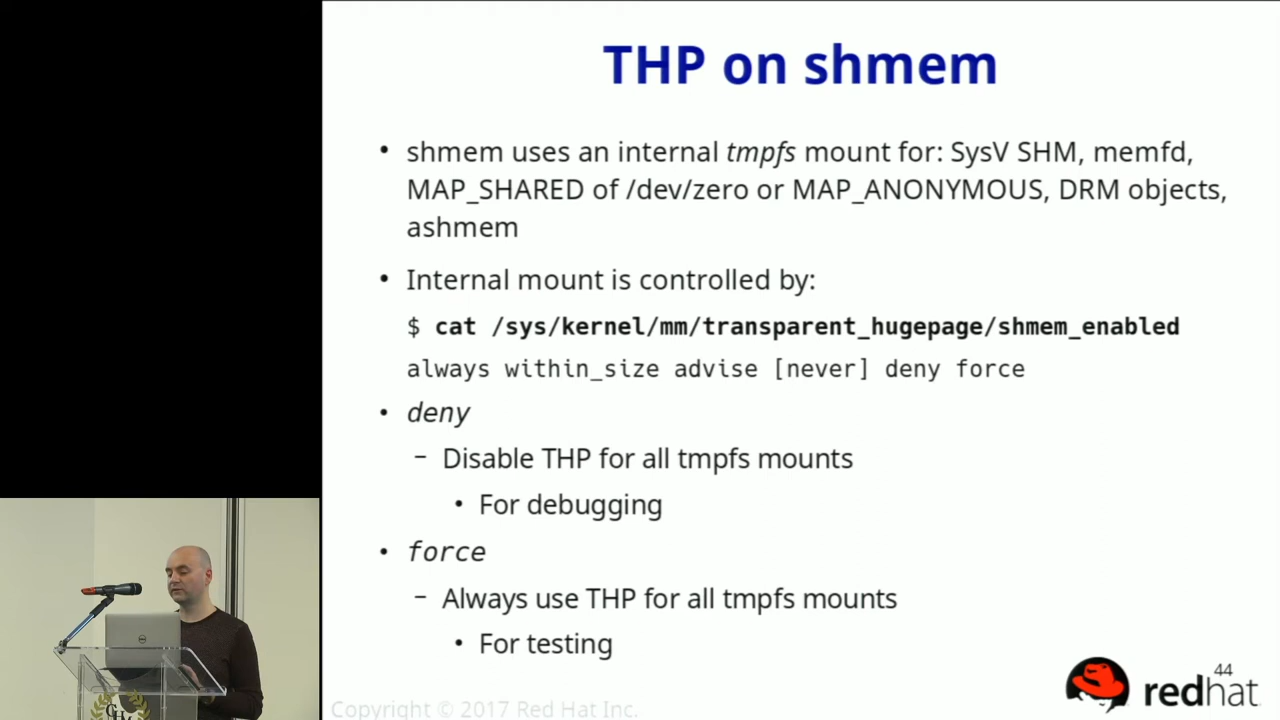 THP on shmem
• shmem uses an internal tmpfs mount for: SysV SHM, memfd,
MAP_SHARED of /dev/zero or MAP_ANONYMOUS, DRM objects,
ashmem
• Internal mount is controlled by:
$ cat /sys/kernel/mm/transparent_hugepage/shmem_enabled
always within_size advise [never] deny force
• deny
– Disable THP for all tmpfs mounts
• For debugging
• force
– Always use THP for all tmpfs mounts
• For testing
44
redhat
Copyright © 2017 Red Hat Inc.